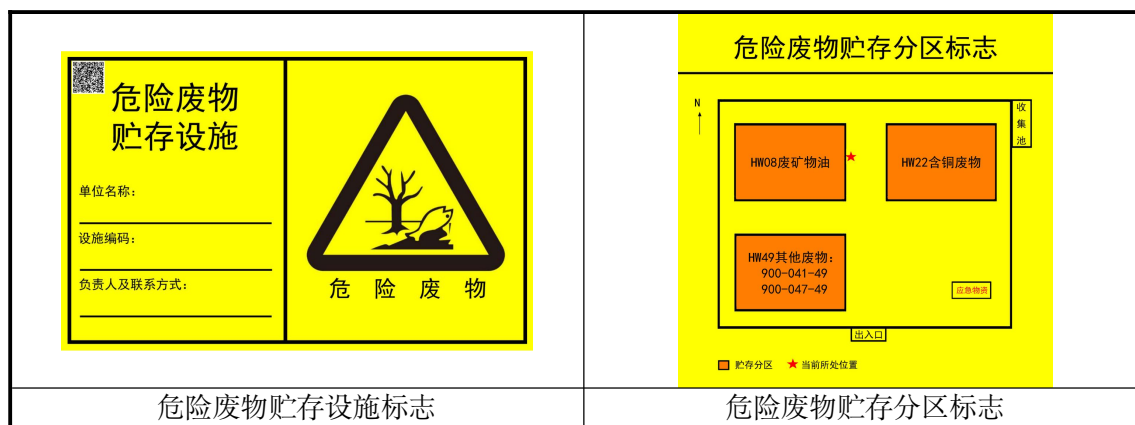 危险废物
贮存设施
单位名称：
设施编码：
负责人及联系方式：
危险废物
危险废物贮存分区标志
N
收集池
HW08废矿物油
HW22含铜废物
HW49其他废物：
900-041-49
900-047-49
应急物资
出入口
贮存分区
当前所处位置
危险废物贮存设施标志
危险废物贮存分区标志